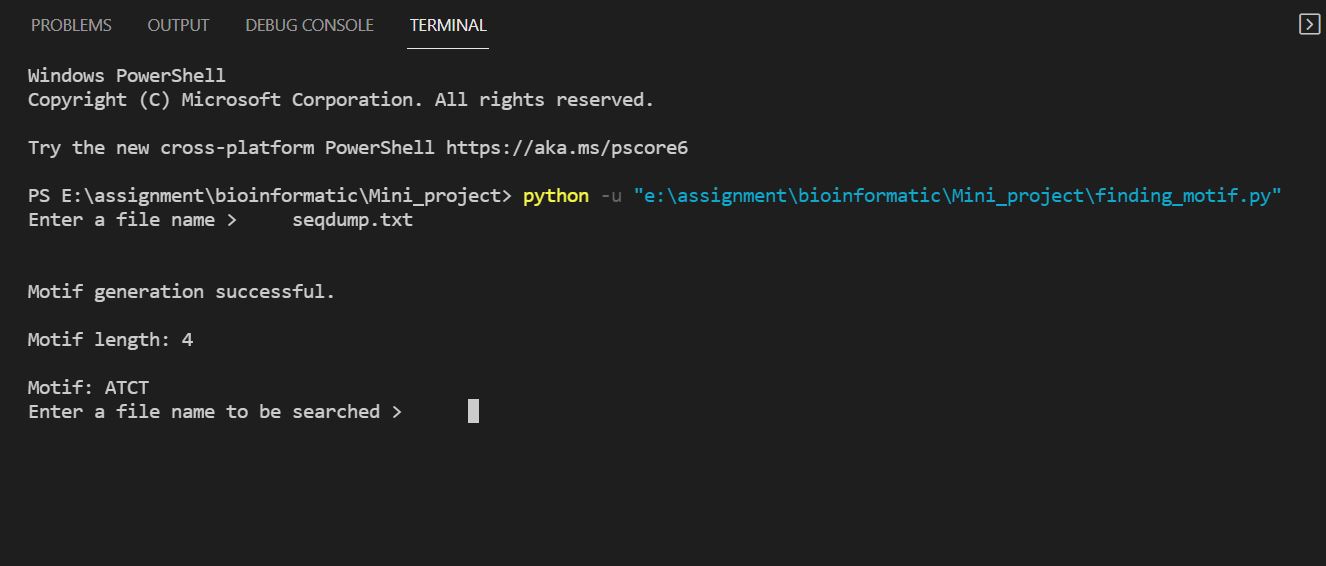 PROBLEMS OUTPUT DEBUG CONSOLE TERMINAL
Windows PowerShell
Copyright (C) Microsoft Corporation. All rights reserved.
Try the new cross-platform PowerShell https://aka.ms/pscore6
PS E:\assignment\bioinformatic\Mini_project> python -u "e:\assignment\bioinformatic\Mini_project\finding_motif.py"
Enter a file name >     seqdump.txt
Motif generation successful.
Motif length: 4
Motif: ATCT
Enter a file name to be searched >